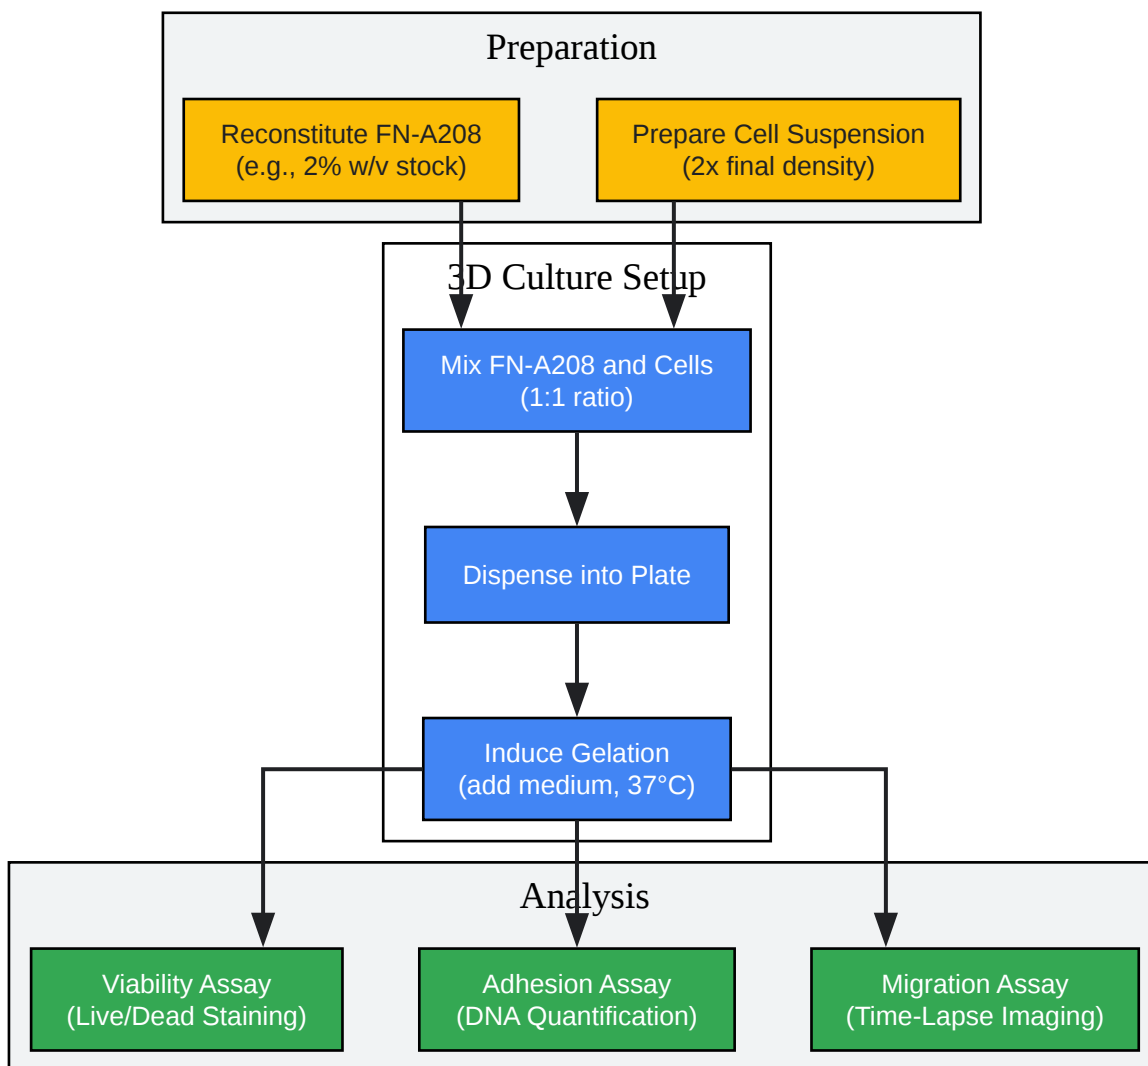 Preparation
Reconstitute FN-A208
(e.g., 2% w/v stock)
Prepare Cell Suspension
(2x final density)
3D Culture Setup
Mix FN-A208 and Cells
(1:1 ratio)
Dispense into Plate
Induce Gelation
(add medium, 37°C)
Analysis
Viability Assay
(Live/Dead Staining)
Adhesion Assay
(DNA Quantification)
Migration Assay
(Time-Lapse Imaging)